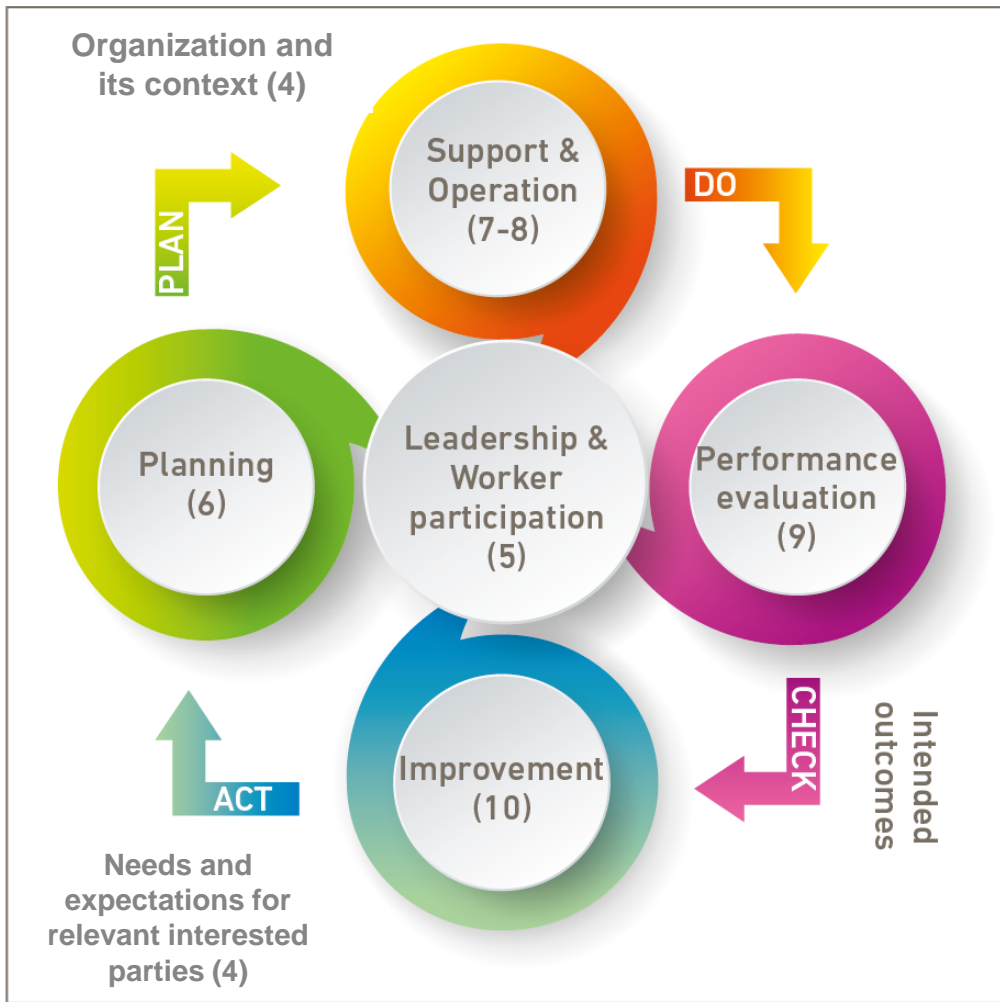 Organization and
its context (4)
Support &
Operation
(7-8)
PLAN
DO
Planning
(6)
Leadership &
Worker
participation
(5)
Performance
evaluation
(9)
CHECK
Intended
outcomes
Improvement
(10)
ACT
Needs and
expectations for
relevant interested
parties (4)